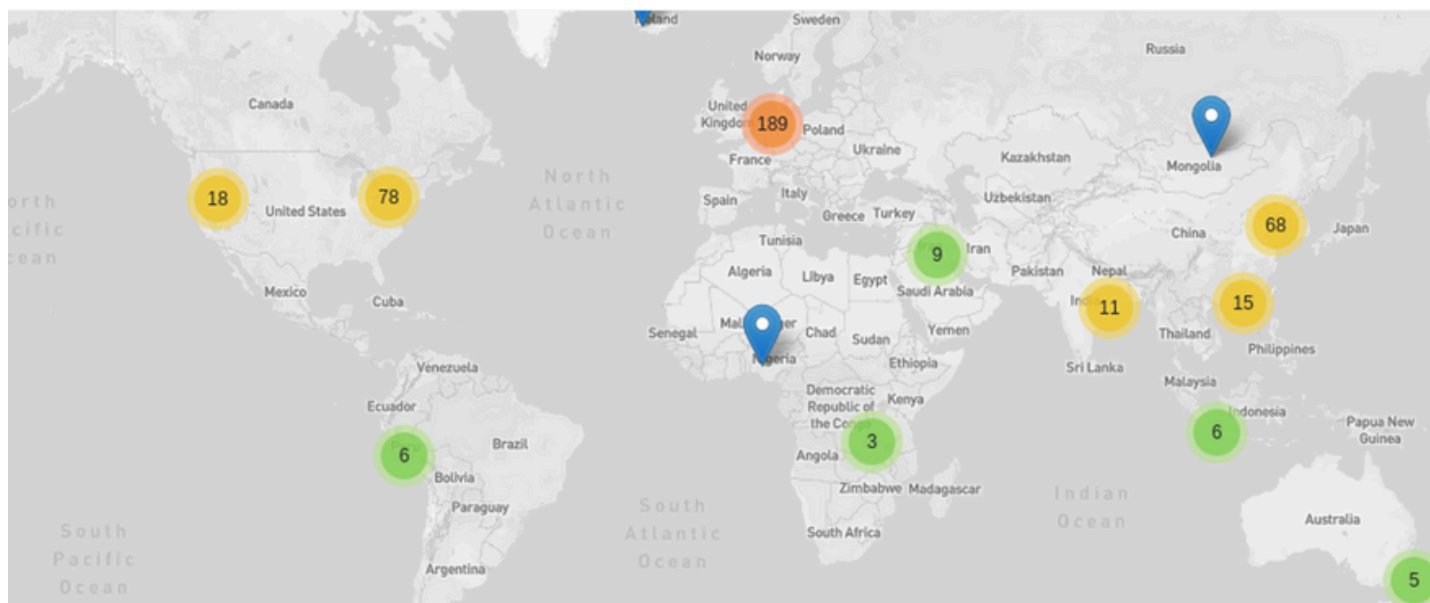 Sweden
Norway
Russia
Canada
United
Kingdom
189
Poland
France
Ukraine
Kazakhstan
Mongolia
18
78
United States
North
Atlantic
Ocean
Spain
Italy
Greece
Turkey
Uzbekistan
China
68
Japan
Tunisia
9
Iran
Algeria
Libya
Egypt
Pakistan
Nepal
Saudi Arabia
Mexico
Cuba
11
15
Senegal
Chad
Sudan
Yemen
Thailand
Philippines
Nigeria
Ethiopia
Sri Lanka
Venezuela
Malaysia
Democratic
Republic of
the Congo
Kenya
Ecuador
Indonesia
Papua New
Guinea
6
Brazil
3
6
Angola
Bolivia
Zimbabwe
Madagascar
Indian
Ocean
Paraguay
South
Atlantic
Ocean
South Africa
Australia
South
Pacific
Ocean
Argentina
5